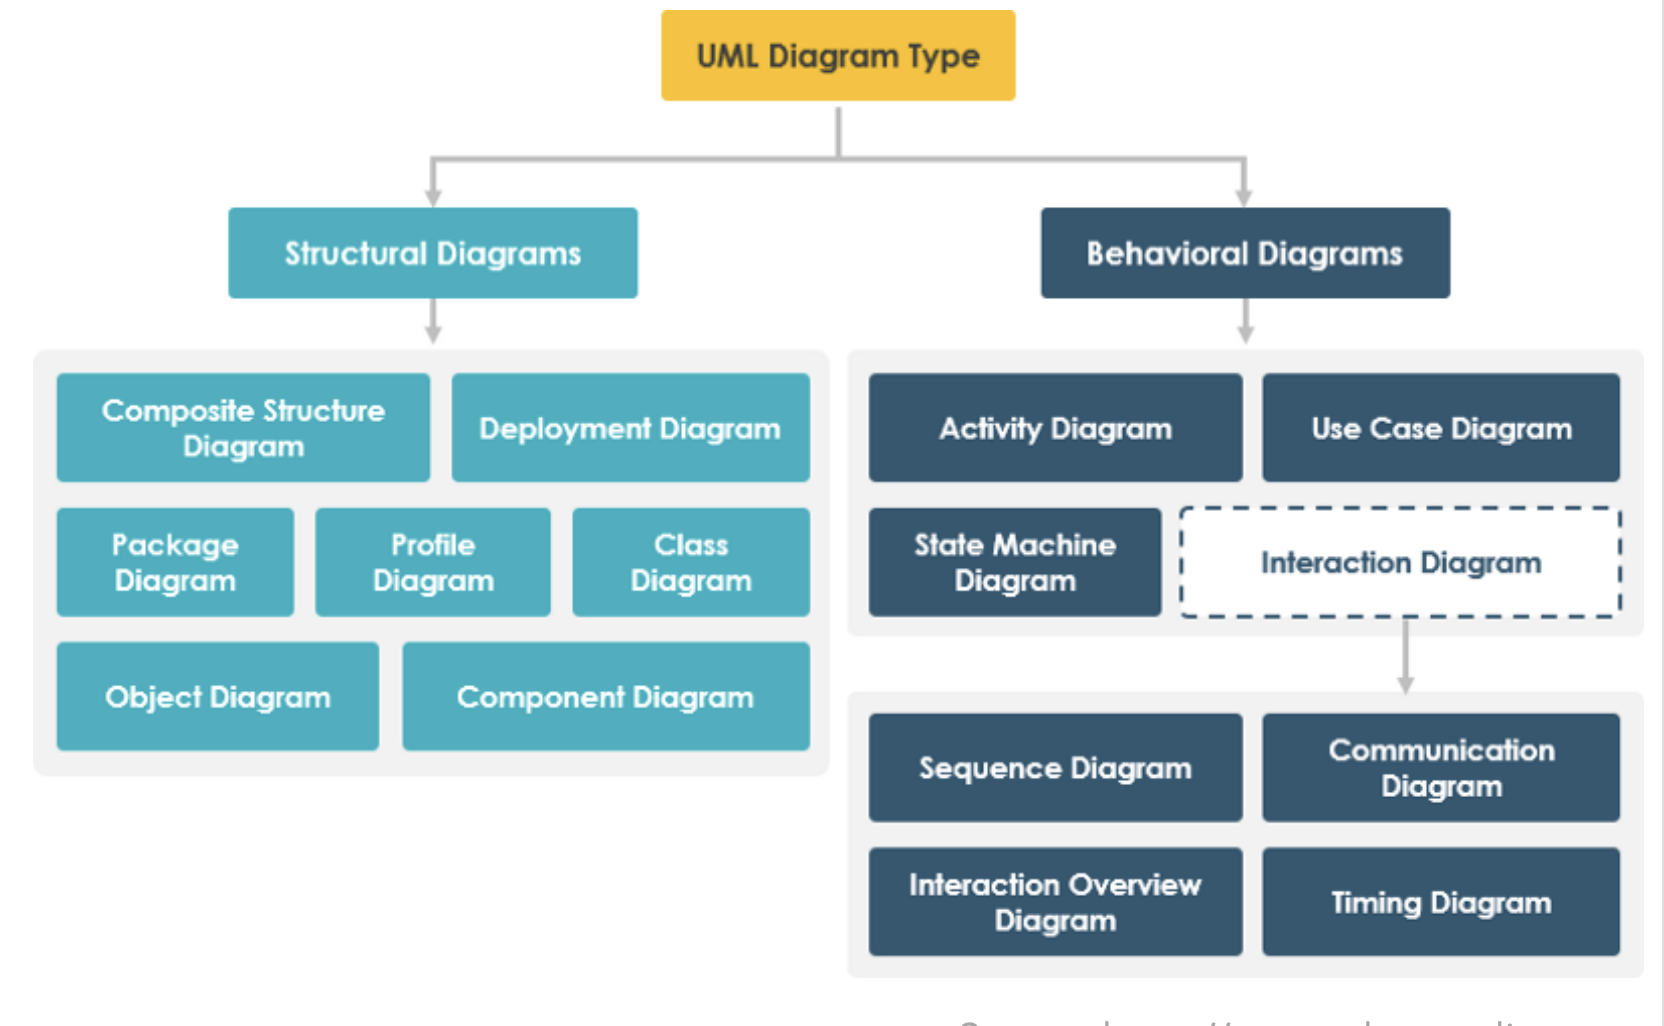 UML Diagram Type
Structural Diagrams
Behavioral Diagrams
Composite Structure
Diagram
Deployment Diagram
Package
Diagram
Profile
Diagram
Class
Diagram
Object Diagram
Component Diagram
Activity Diagram
Use Case Diagram
State Machine
Diagram
Interaction Diagram
Sequence Diagram
Communication
Diagram
Interaction Overview
Diagram
Timing Diagram